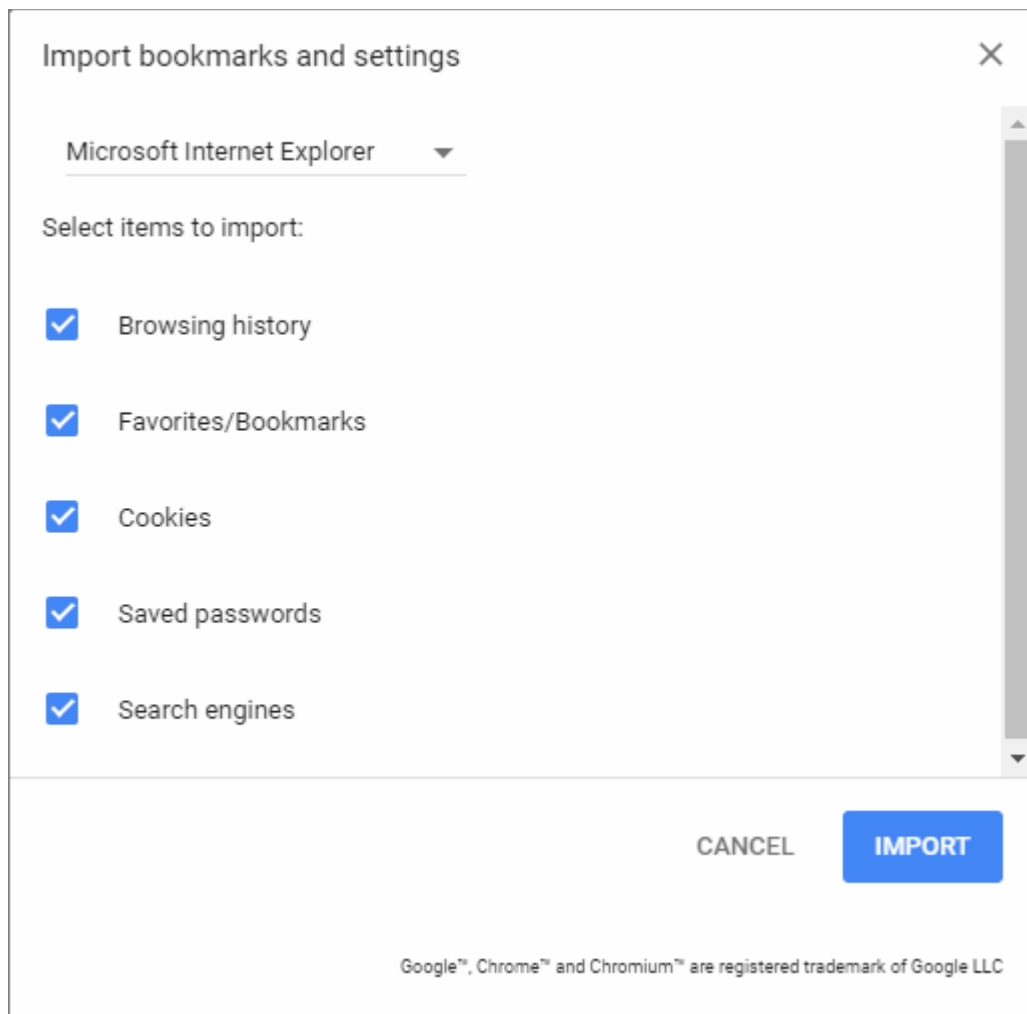 Import bookmarks and settings
Microsoft Internet Explorer
Select items to import:
Browsing history
Favorites/Bookmarks
Cookies
Saved passwords
Search engines
CANCEL
IMPORT
Google™, Chrome™ and Chromium™ are registered trademark of Google LLC